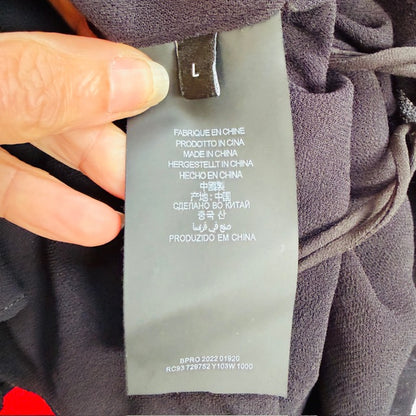 L
FABRIQUE EN CHINE
PRODOTTO IN CINA
MADE IN CHINA
HERGESTELLT IN CHINA
HECHO EN CHINA
中國製
产地: 中国
СДЕЛАНО ВО КИТАЙ
중국 산
صنع في فرنسا
PRODUZIDO EM CHINA
BPRO 2022 01920
RC93 T29752 Y103W 1000